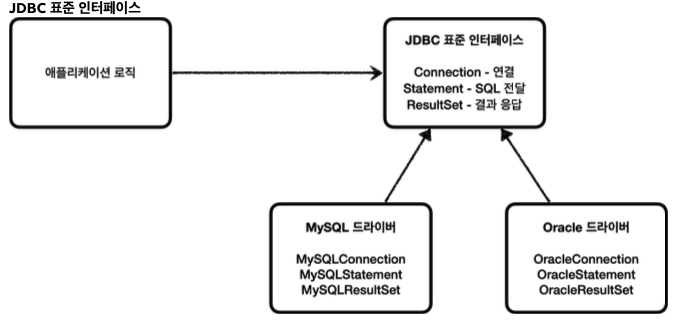 JDBC 표준 인터페이스
애플리케이션 로직
JDBC 표준 인터페이스
Connection - 연결
Statement - SQL 전달
ResultSet - 결과 응답
MySQL 드라이버
MySQLConnection
MySQLStatement
MySQLResultSet
Oracle 드라이버
OracleConnection
OracleStatement
OracleResultSet